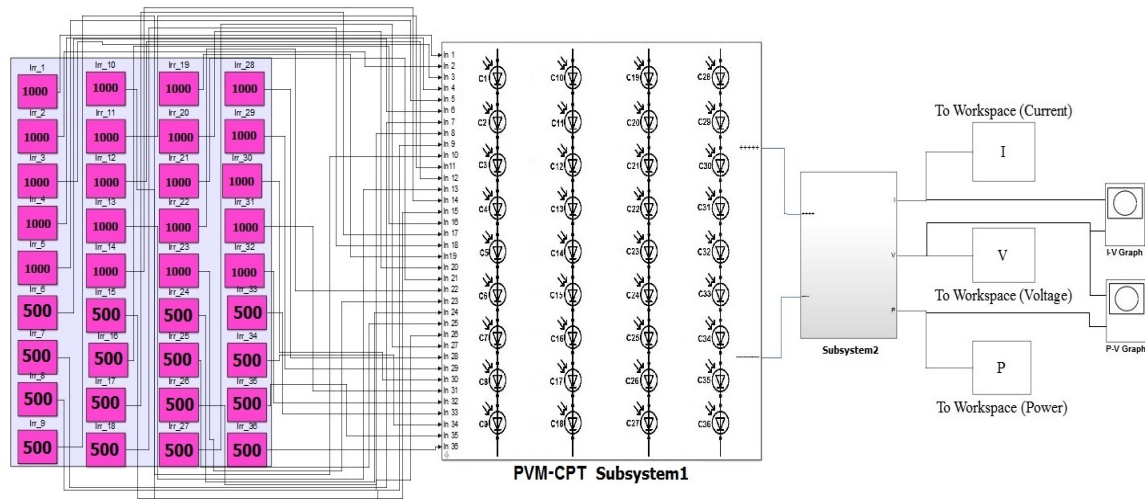 Irr_1
1000
Irr_2
1000
Irr_3
1000
Irr_4
1000
Irr_5
1000
Irr_6
500
Irr_7
500
Irr_8
500
Irr_9
500
Irr_10
1000
Irr_11
1000
Irr_12
1000
Irr_13
1000
Irr_14
1000
Irr_15
500
Irr_16
500
Irr_17
500
Irr_18
500
Irr_19
1000
Irr_20
1000
Irr_21
1000
Irr_22
1000
Irr_23
1000
Irr_24
500
Irr_25
500
Irr_26
500
Irr_27
500
Irr_28
1000
Irr_29
1000
Irr_30
1000
Irr_31
1000
Irr_32
1000
Irr_33
500
Irr_34
500
Irr_35
500
Irr_36
500
In 1
In 2
In 3
In 4
In 5
In 6
In 7
In 8
In 9
In 10
In11
In 12
In 13
In 14
In 15
In 16
In 17
In 18
In19
In 20
In 21
In 22
In 23
In 24
In 25
In 26
In 27
In 28
In 29
In 30
In 31
In 32
In 33
In 34
In 35
In 36
C1
C2
C3
C4
C5
C6
C7
C8
C9
C10
C11
C12
C13
C14
C15
C16
C17
C18
C19
C20
C21
C22
C23
C24
C25
C26
C27
C28
C29
C30
C31
C32
C33
C34
C35
C36
+++++
--------
PVM-CPT Subsystem1
I
V
P
Subsystem2
To Workspace (Current)
I
V
To Workspace (Voltage)
P
To Workspace (Power)
I-V Graph
P-V Graph